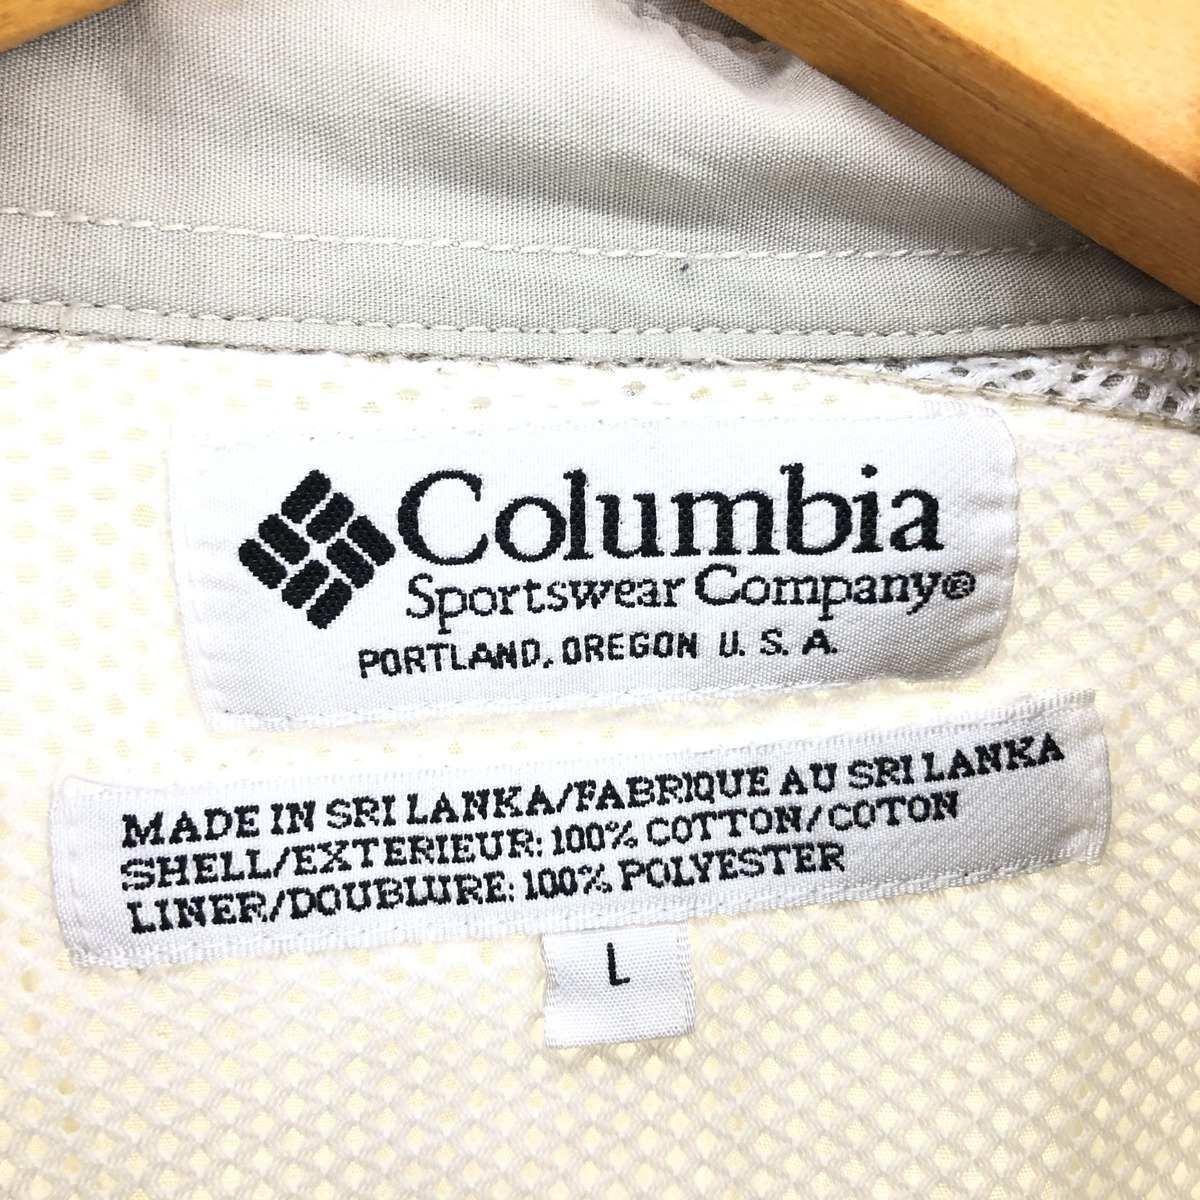 Columbia
Sportswear Company®
PORTLAND, OREGON U.S.A.
MADE IN SRI LANKA/FABRIQUE AU SRI LANKA
SHELL/EXTERIEUR: 100% COTTON/COTON
LINER/DOUBLURE: 100% POLYESTER
L